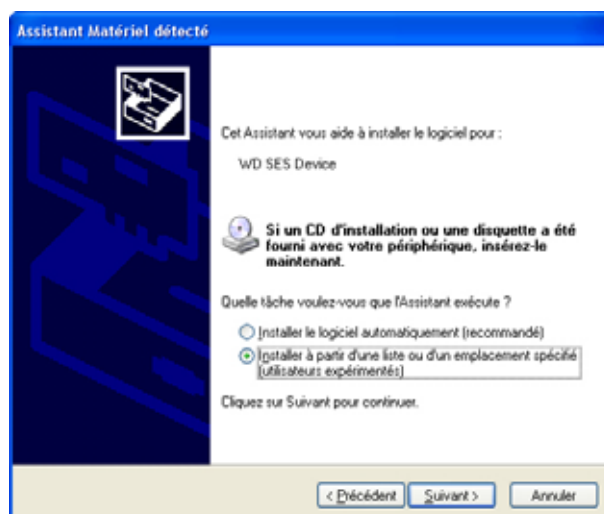 Assistant Matériel détecté
Cet Assistant vous aide à installer le logiciel pour :
WD SES Device
Si un CD d'installation ou une disquette a été
fourni avec votre périphérique, insérez-le
maintenant.
Quelle tâche voulez-vous que l'Assistant exécute ?
Installer le logiciel automatiquement (recommandé)
Installer à partir d'une liste ou d'un emplacement spécifié
(utilisateurs expérimentés)
Cliquez sur Suivant pour continuer.
< Précédent Suivant > Annuler